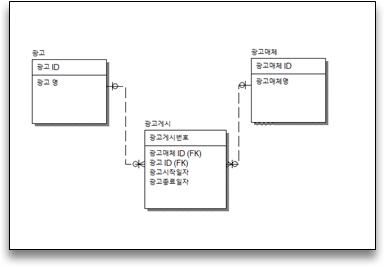 광고
광고 ID
광고 명
광고매체
광고매체 ID
광고매체명
광고게시
광고게시번호
광고매체 ID (FK)
광고 ID (FK)
광고시작일자
광고종료일자